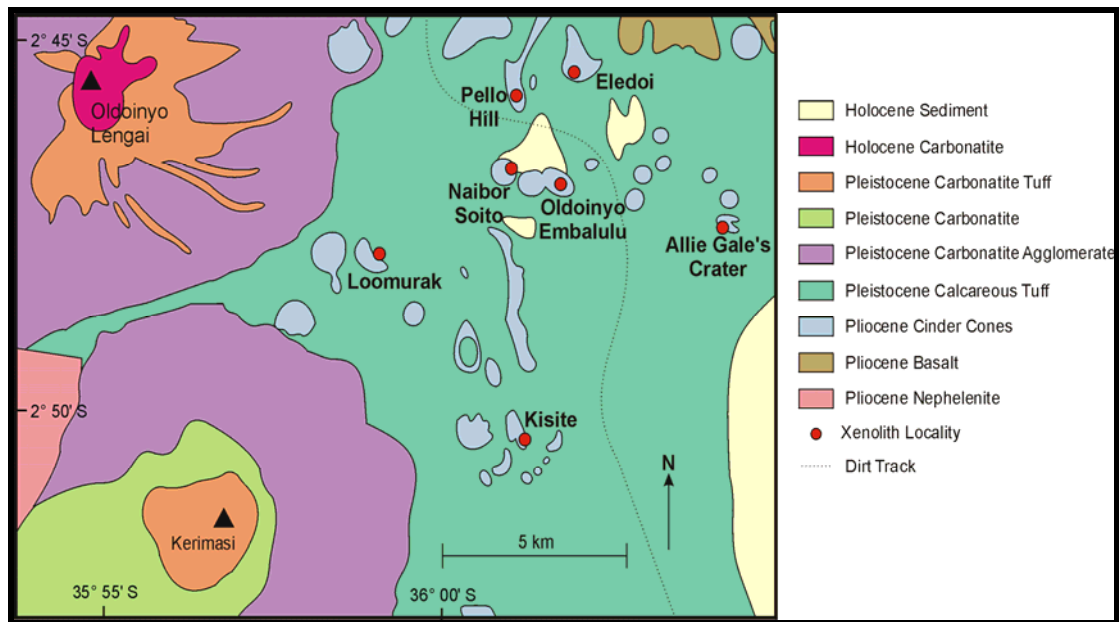 2° 45' S
Oldoinyo
Lengai
Pello
Hill
Eledoi
Naibor
Soito
Oldoinyo
Embalulu
Allie Gale's
Crater
Loomurak
2° 50' S
Kisite
N
Kerimasi
5 km
35° 55' S
36° 00' S
Holocene Sediment
Holocene Carbonatite
Pleistocene Carbonatite Tuff
Pleistocene Carbonatite
Pleistocene Carbonatite Agglomerate
Pleistocene Calcareous Tuff
Pliocene Cinder Cones
Pliocene Basalt
Pliocene Nephelenite
Xenolith Locality
Dirt Track